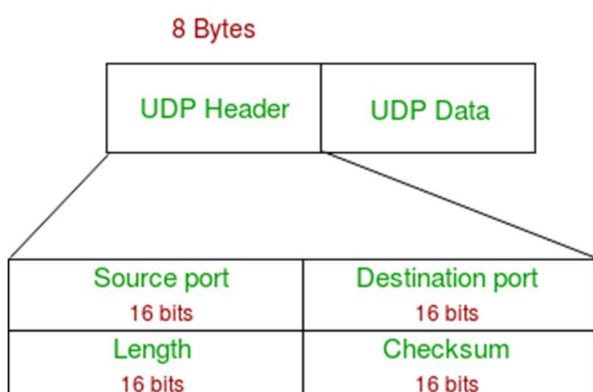 8 Bytes
UDP Header UDP Data
Source port Destination port
16 bits 16 bits
Length Checksum
16 bits 16 bits